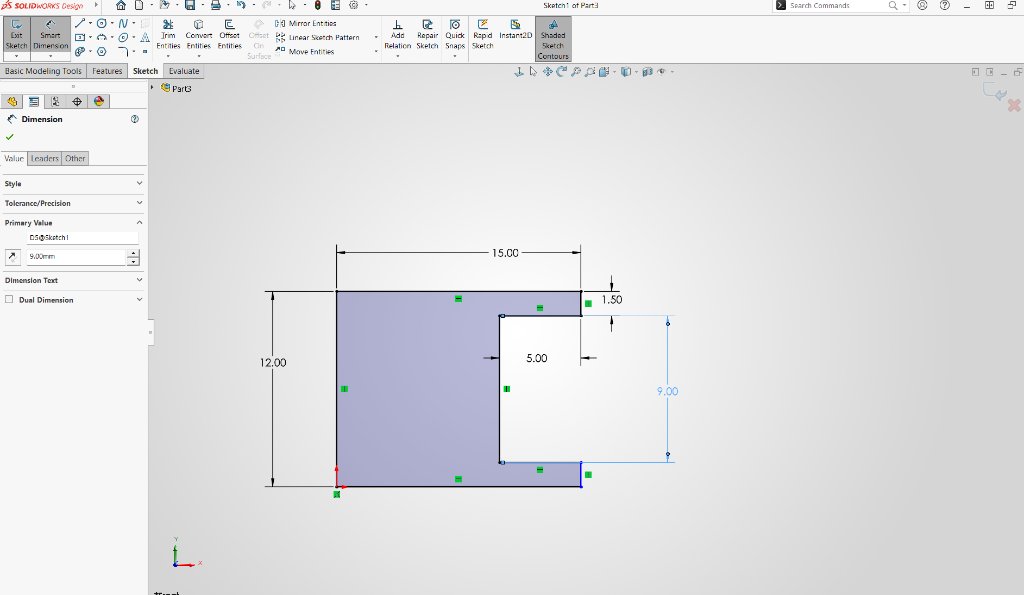 SOLIDWORKS Design
Sketch1 of Part3
Search Commands
Exit Sketch
Smart Dimension
Trim Entities
Convert Entities
Offset Entities
Offset On Surface
Mirror Entities
Linear Sketch Pattern
Move Entities
Add Relation
Repair Sketch
Quick Snaps
Rapid Sketch
Instant2D
Shaded Sketch Contours
Basic Modeling Tools
Features
Sketch
Evaluate
Part3
Dimension
Value
Leaders
Other
Style
Tolerance/Precision
Primary Value
D5@Sketch1
9.00mm
Dimension Text
Dual Dimension
15.00
1.50
12.00
5.00
9.00
Y
X